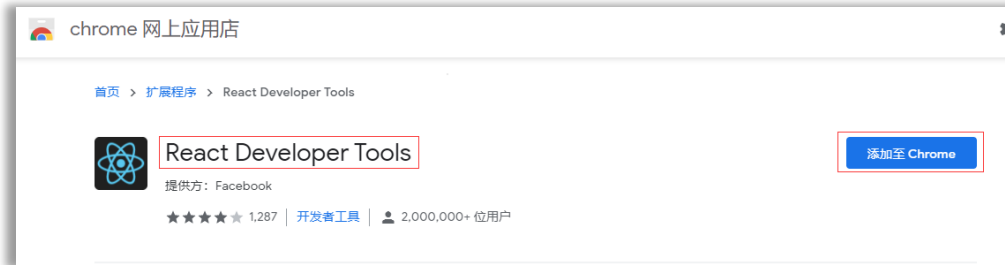 chrome 网上应用店
首页 > 扩展程序 > React Developer Tools
React Developer Tools
添加至 Chrome
提供方: Facebook
1,287 | 开发者工具 | 2,000,000+ 位用户